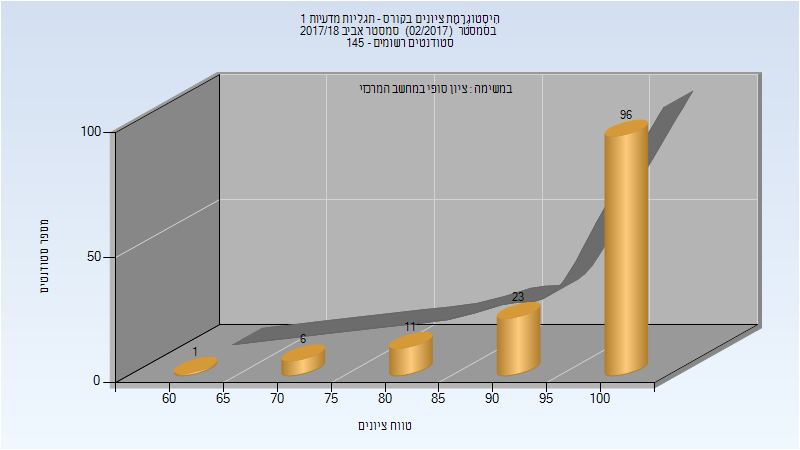 היסטוגרמת ציונים בקורס - תגליות מדעיות 1
בסמסטר (02/2017) סמסטר אביב 2017/18
סטודנטים רשומים - 145
במשימה : ציון סופי במחשב המרכזי
מספר סטודנטים
100
50
0
1
6
11
23
96
60 65 70 75 80 85 90 95 100
טווח ציונים